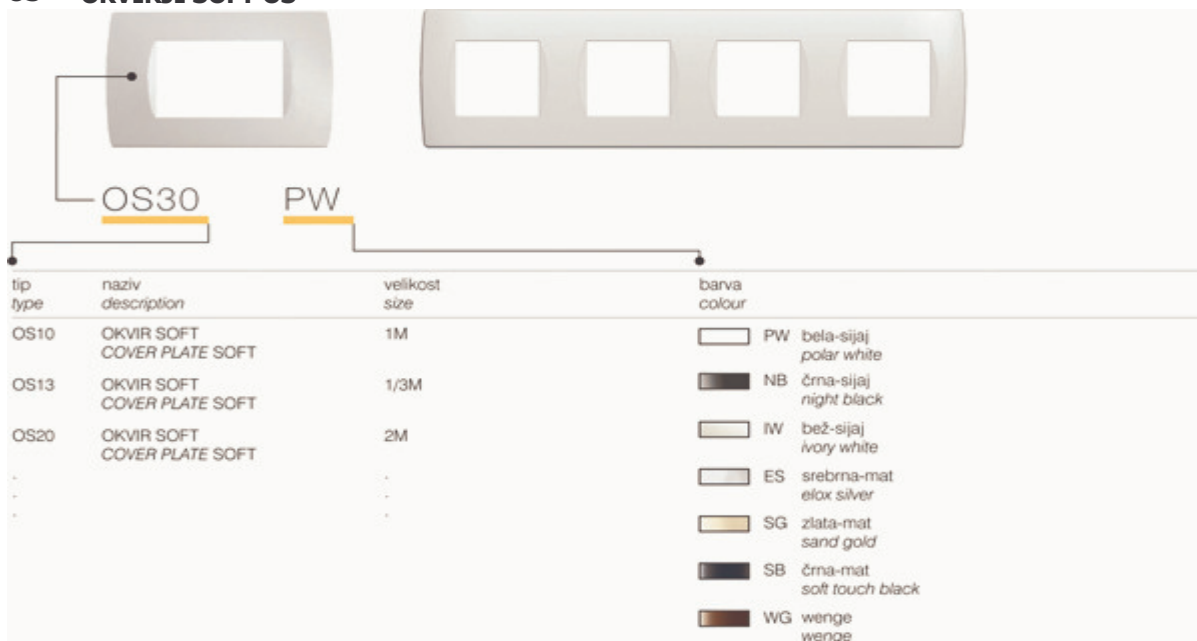 OS30 PW
tip naziv velikost barva
type description size colour
OS10 OKVIR SOFT 1M
COVER PLATE SOFT
OS13 OKVIR SOFT 1/3M
COVER PLATE SOFT
OS20 OKVIR SOFT 2M
COVER PLATE SOFT
.
.
.
PW bela-sijaj
polar white
NB črna-sijaj
night black
IW bež-sijaj
ivory white
ES srebrna-mat
elox silver
SG zlata-mat
sand gold
SB črna-mat
soft touch black
WG wenge
wenge